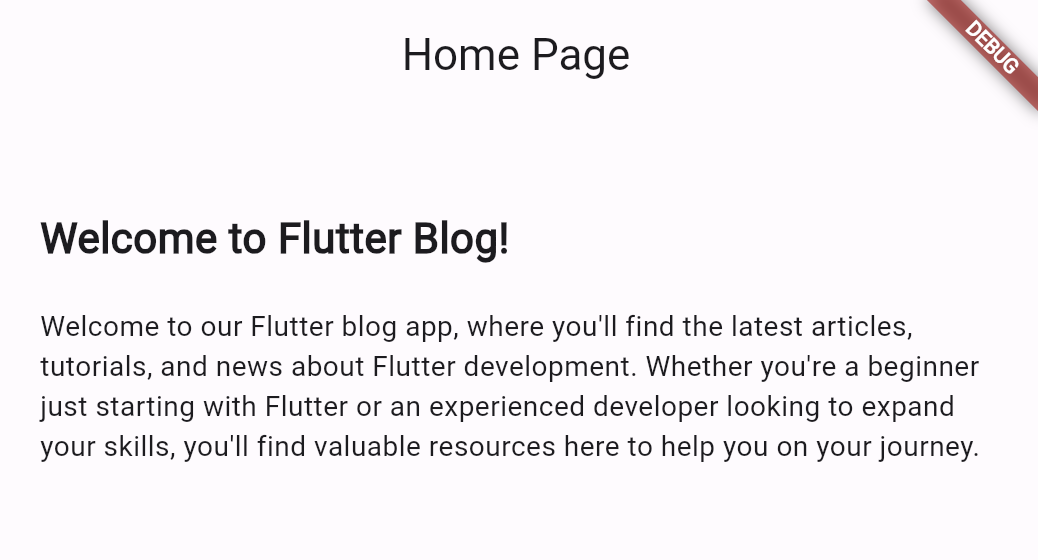 Home Page
DEBUG
Welcome to Flutter Blog!
Welcome to our Flutter blog app, where you'll find the latest articles,
tutorials, and news about Flutter development. Whether you're a beginner
just starting with Flutter or an experienced developer looking to expand
your skills, you'll find valuable resources here to help you on your journey.